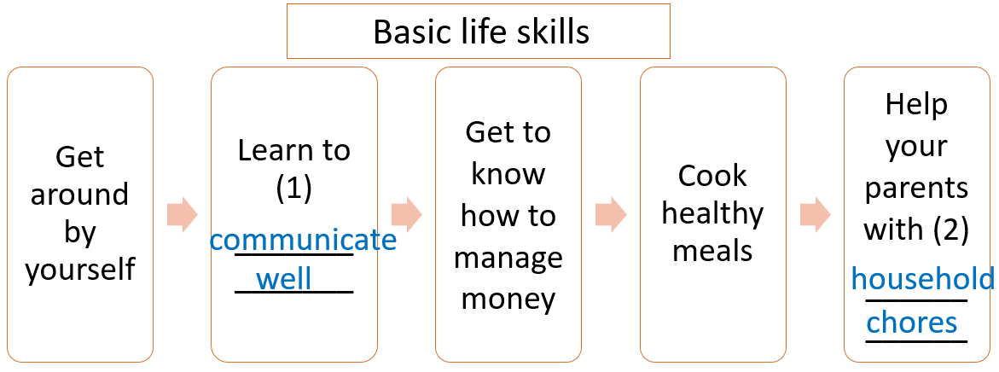 Basic life skills
Get
around
by
yourself
Learn to
(1)
communicate
well
Get to
know
how to
manage
money
Cook
healthy
meals
Help
your
parents
with (2)
household
chores